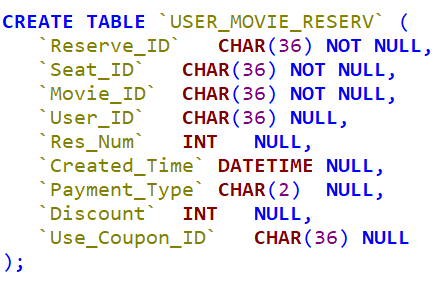 CREATE TABLE `USER_MOVIE_RESERV` (
`Reserve_ID` CHAR(36) NOT NULL,
`Seat_ID` CHAR(36) NOT NULL,
`Movie_ID` CHAR(36) NOT NULL,
`User_ID` CHAR(36) NULL,
`Res_Num` INT NULL,
`Created_Time` DATETIME NULL,
`Payment_Type` CHAR(2) NULL,
`Discount` INT NULL,
`Use_Coupon_ID` CHAR(36) NULL
);